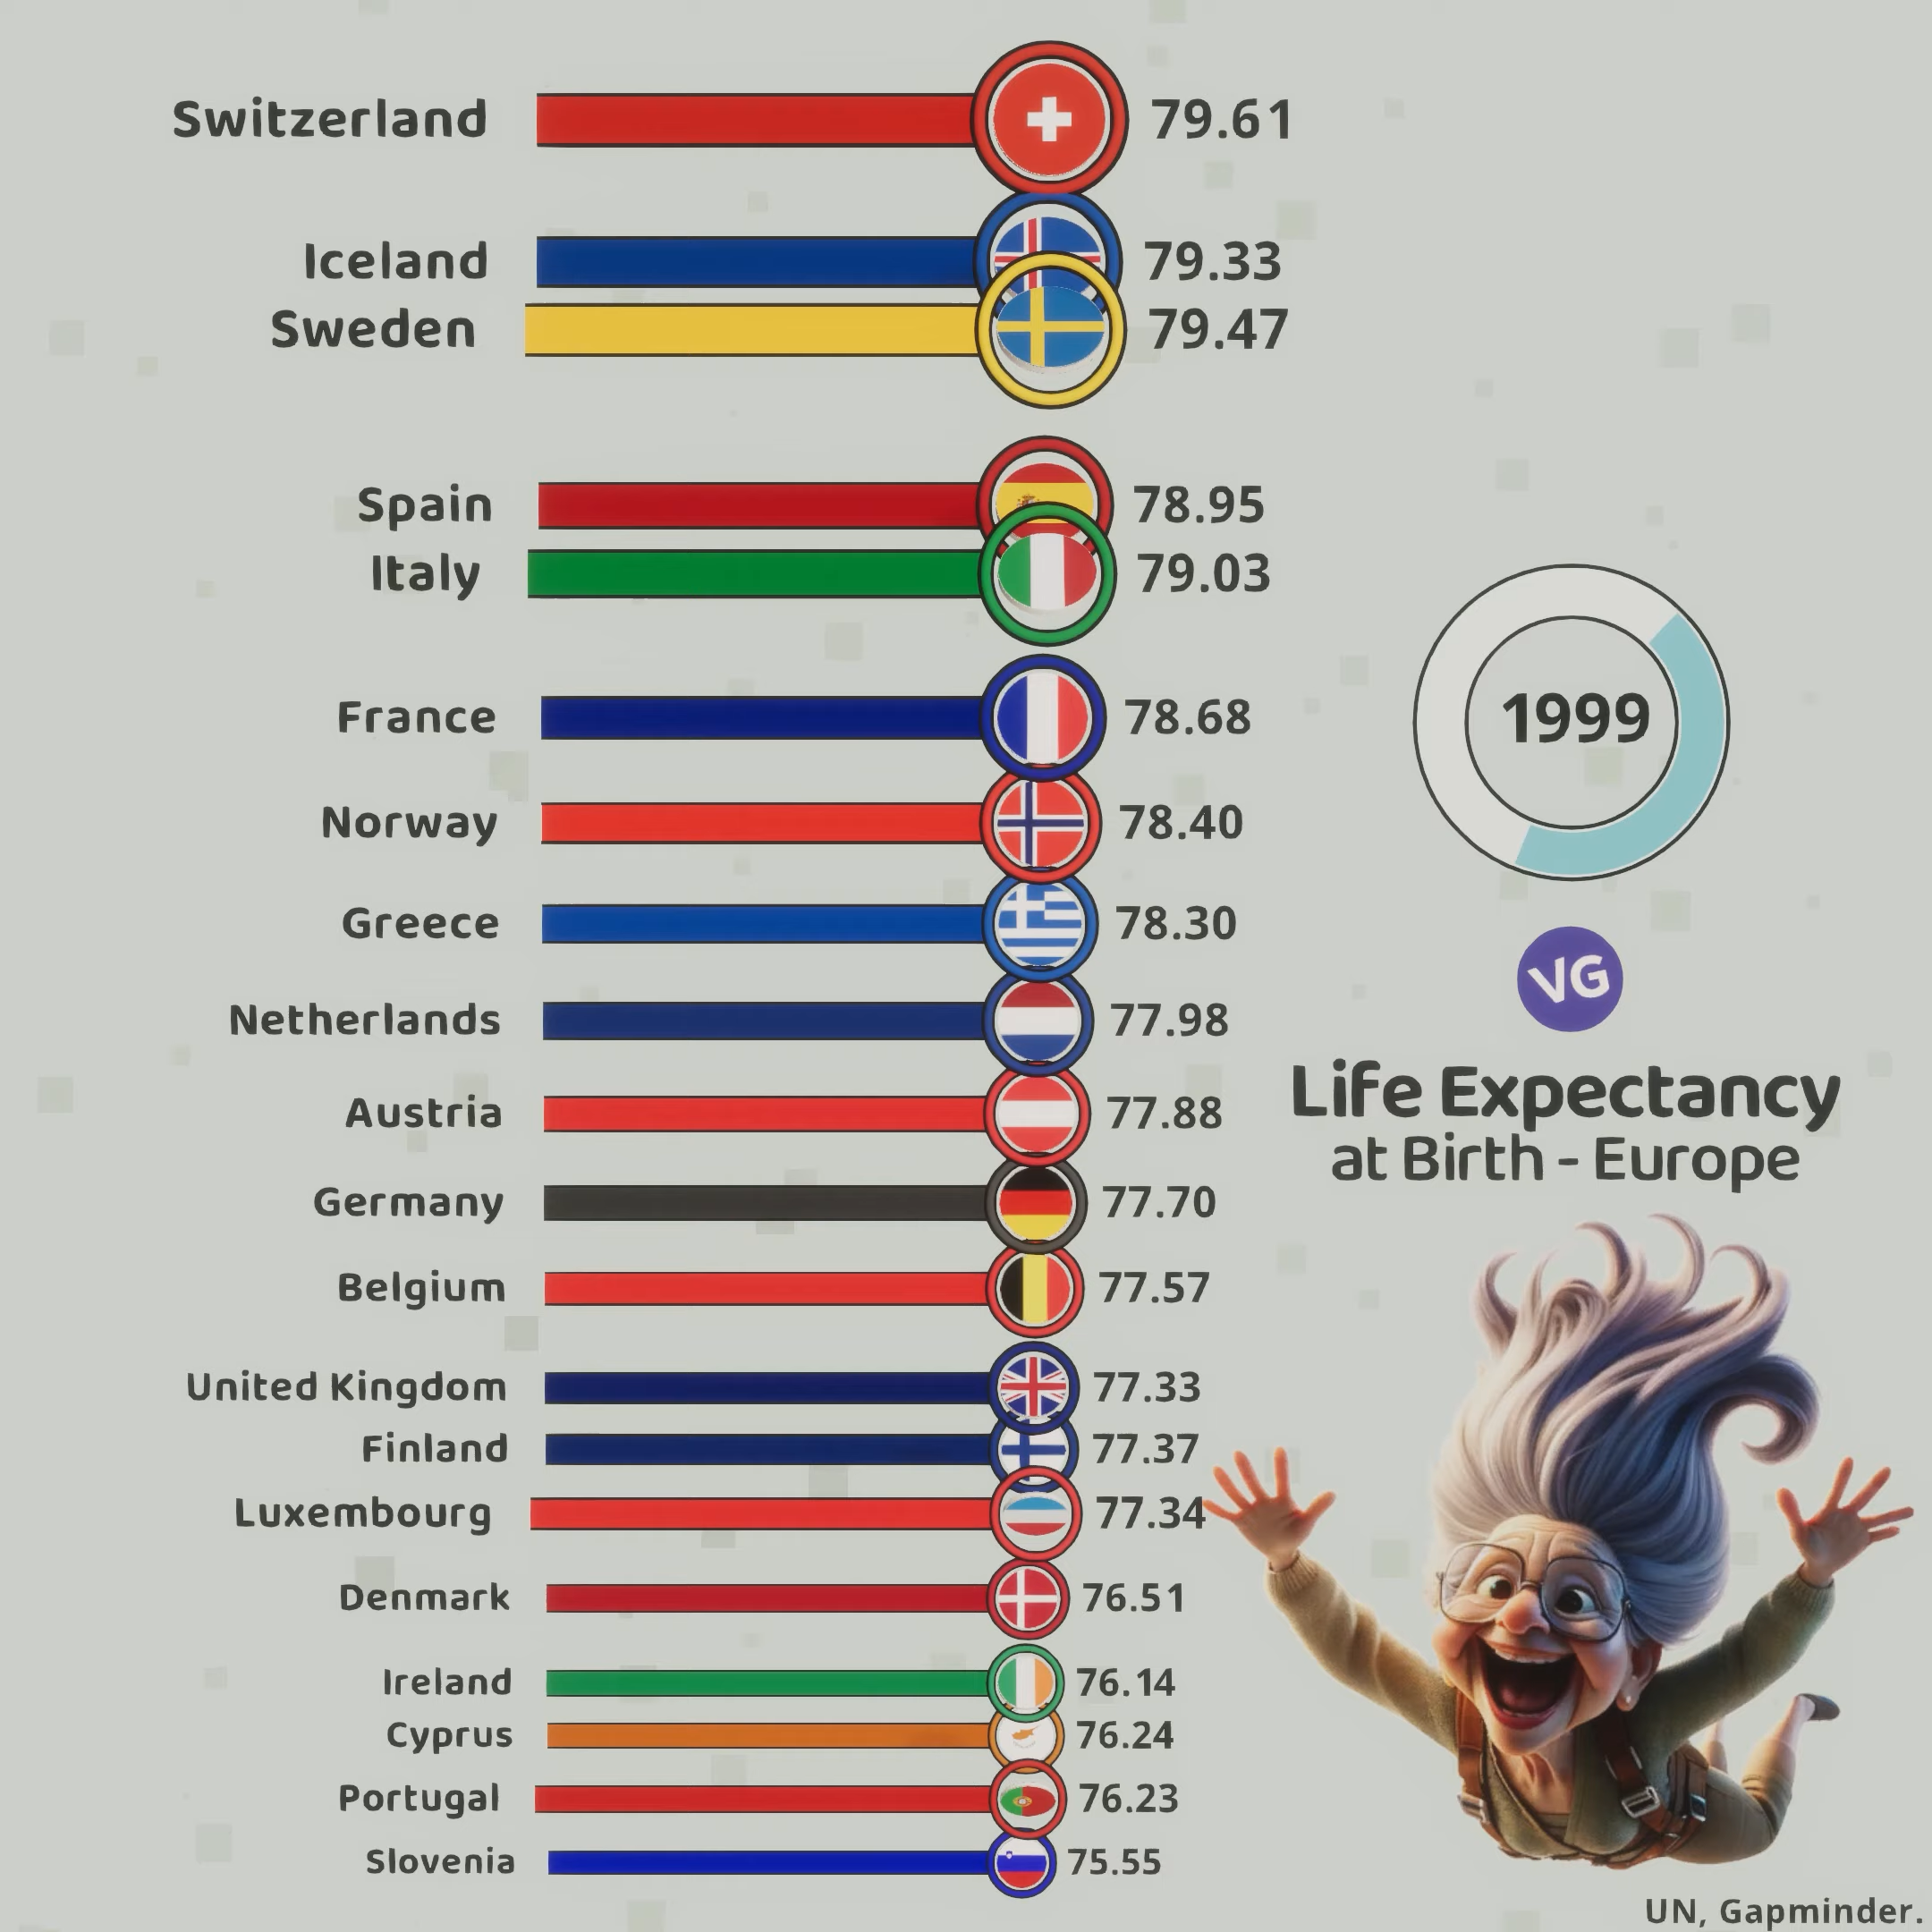 Switzerland 79.61
Iceland 79.33
Sweden 79.47
Spain 78.95
Italy 79.03
France 78.68
Norway 78.40
Greece 78.30
Netherlands 77.98
Austria 77.88
Germany 77.70
Belgium 77.57
United Kingdom 77.33
Finland 77.37
Luxembourg 77.34
Denmark 76.51
Ireland 76.14
Cyprus 76.24
Portugal 76.23
Slovenia 75.55
1999
VG
Life Expectancy
at Birth - Europe
UN, Gapminder.